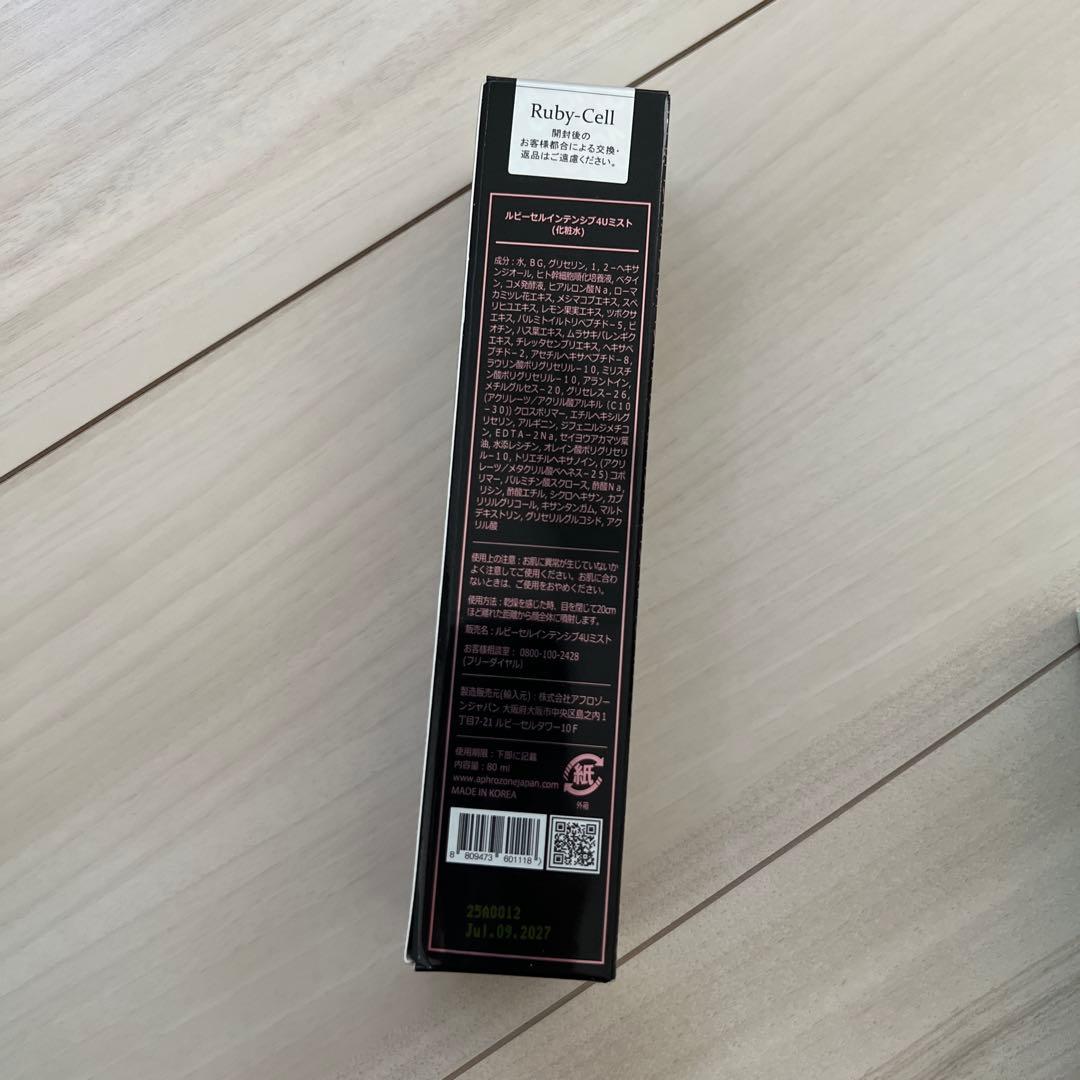 Ruby-Cell
開封後の
お客様都合による交換・
返品はご遠慮ください。
ルビーセルインテンシブ4Uミスト
(化粧水)
成分：水, BG, グリセリン, 1, 2－ヘキサ
ンジオール, ヒト幹細胞順化培養液, ベタイ
ン, コメ発酵液, ヒアルロン酸Na, ローマ
カミツレ花エキス, メシマコブエキス, スベ
リヒユエキス, レモン果実エキス, ツボクサ
エキス, パルミトイルトリペプチド－5, ビ
オチン, ハス葉エキス, ムラサキバレンギク
エキス, チレッタセンブリエキス, ヘキサペ
プチド－2, アセチルヘキサペプチド－8,
ラウリン酸ポリグリセリル－10, ミリスチ
ン酸ポリグリセリル－10, アラントイン,
メチルグルセス－20, グリセレス－26,
(アクリレーツ／アクリル酸アルキル（C10
－30)) クロスポリマー, エチルヘキシルグ
リセリン, アルギニン, ジフェニルジメチコ
ン, EDTA－2Na, セイヨウアカマツ葉
油, 水添レシチン, オレイン酸ポリグリセリ
ル－10, トリエチルヘキサノイン, (アクリ
レーツ／メタクリル酸ベヘネス－25) コポ
リマー, パルミチン酸スクロース, 酢酸Na,
リシン, 酢酸エチル, シクロヘキサン, カプ
リリルグリコール, キサンタンガム, マルト
デキストリン, グリセリルグルコシド, アク
リル酸
使用上の注意：お肌に異常が生じていないか
よく注意してご使用ください。お肌に合わ
ないときは、ご使用をおやめください。
使用方法：乾燥を感じた時、目を閉じて20cm
ほど離れた距離から顔全体に噴射します。
販売名：ルビーセルインテンシブ4Uミスト
お客様相談室： 0800-100-2428
(フリーダイヤル)
製造販売元(輸入元)：株式会社アフロゾー
ンジャパン 大阪府大阪市中央区島之内1
丁目7-21 ルビーセルタワー10F
使用期限：下部に記載
内容量：80 ml
www.aphrozonejapan.com
MADE IN KOREA
紙
外箱
8 809473 601118
25A0012
Jul.09.2027